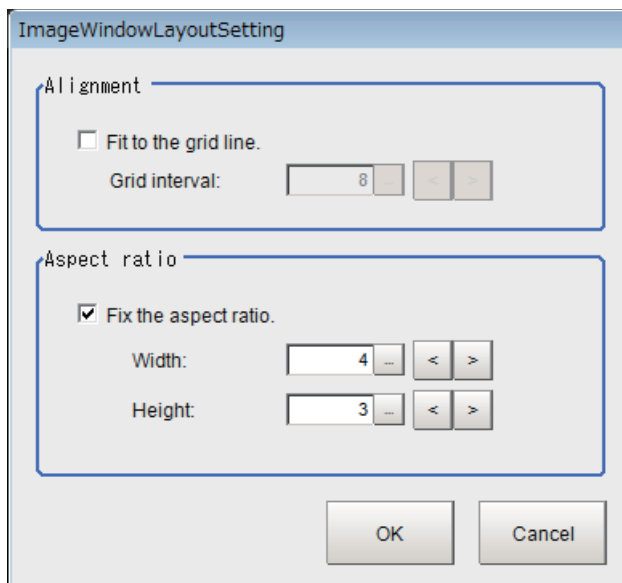 ImageWindowLayoutSetting
Alignment
Fit to the grid line.
Grid interval: 8 ... < >
Aspect ratio
Fix the aspect ratio.
Width: 4 ... < >
Height: 3 ... < >
OK Cancel